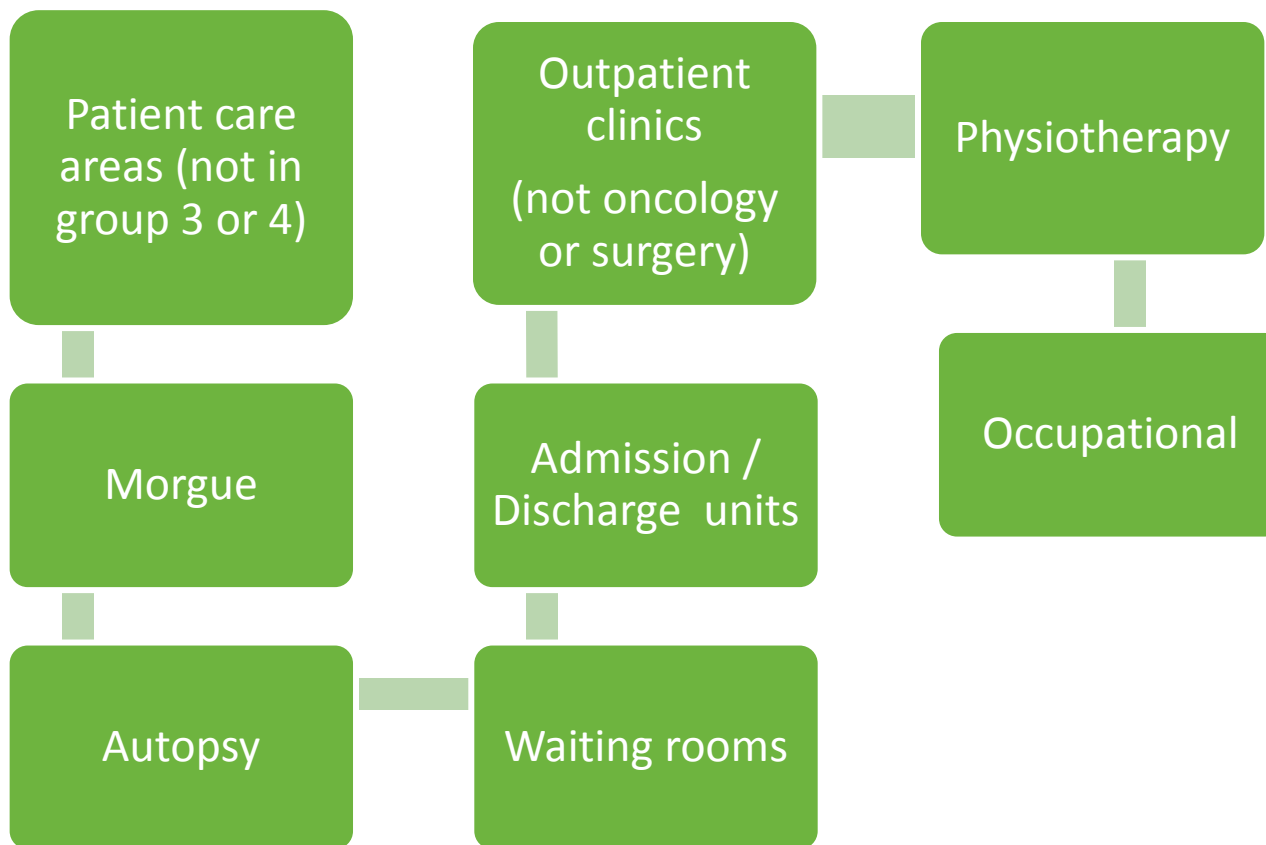 Patient care
areas (not in
group 3 or 4)
Morgue
Autopsy
Waiting rooms
Admission /
Discharge  units
Outpatient
clinics
(not oncology
or surgery)
Physiotherapy
Occupational